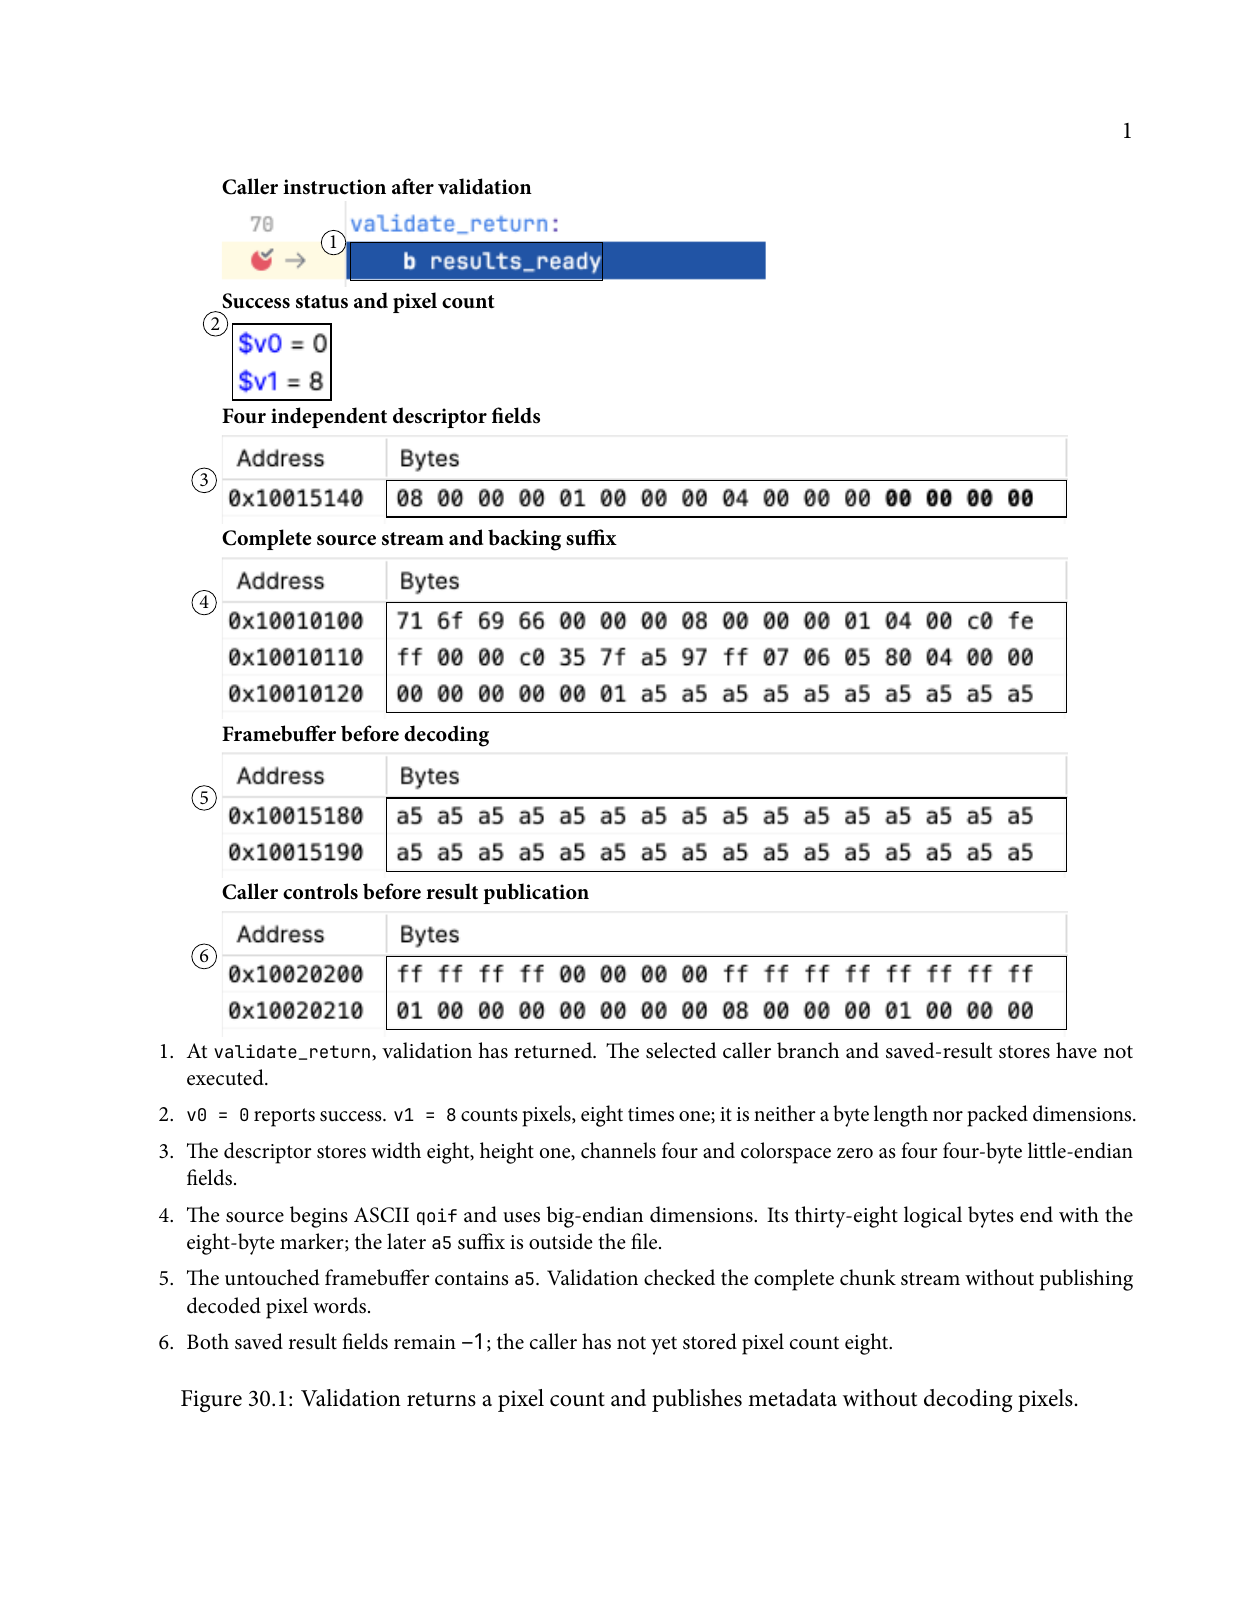 1
Caller instruction after validation
70 validate_return:
1 b results_ready
Success status and pixel count
2
$v0 = 0
$v1 = 8
Four independent descriptor fields
Address Bytes
3
0x10015140 08 00 00 00 01 00 00 00 04 00 00 00 00 00 00 00
Complete source stream and backing suffix
Address Bytes
4
0x10010100 71 6f 69 66 00 00 00 08 00 00 00 01 04 00 c0 fe
0x10010110 ff 00 00 c0 35 7f a5 97 ff 07 06 05 80 04 00 00
0x10010120 00 00 00 00 00 01 a5 a5 a5 a5 a5 a5 a5 a5 a5 a5
Framebuffer before decoding
Address Bytes
5
0x10015180 a5 a5 a5 a5 a5 a5 a5 a5 a5 a5 a5 a5 a5 a5 a5 a5
0x10015190 a5 a5 a5 a5 a5 a5 a5 a5 a5 a5 a5 a5 a5 a5 a5 a5
Caller controls before result publication
Address Bytes
6
0x10020200 ff ff ff ff 00 00 00 00 ff ff ff ff ff ff ff ff
0x10020210 01 00 00 00 00 00 00 00 08 00 00 00 01 00 00 00
1. At validate_return, validation has returned. The selected caller branch and saved-result stores have not
executed.
2. v0 = 0 reports success. v1 = 8 counts pixels, eight times one; it is neither a byte length nor packed dimensions.
3. The descriptor stores width eight, height one, channels four and colorspace zero as four four-byte little-endian
fields.
4. The source begins ASCII qoif and uses big-endian dimensions. Its thirty-eight logical bytes end with the
eight-byte marker; the later a5 suffix is outside the file.
5. The untouched framebuffer contains a5. Validation checked the complete chunk stream without publishing
decoded pixel words.
6. Both saved result fields remain −1; the caller has not yet stored pixel count eight.
Figure 30.1: Validation returns a pixel count and publishes metadata without decoding pixels.